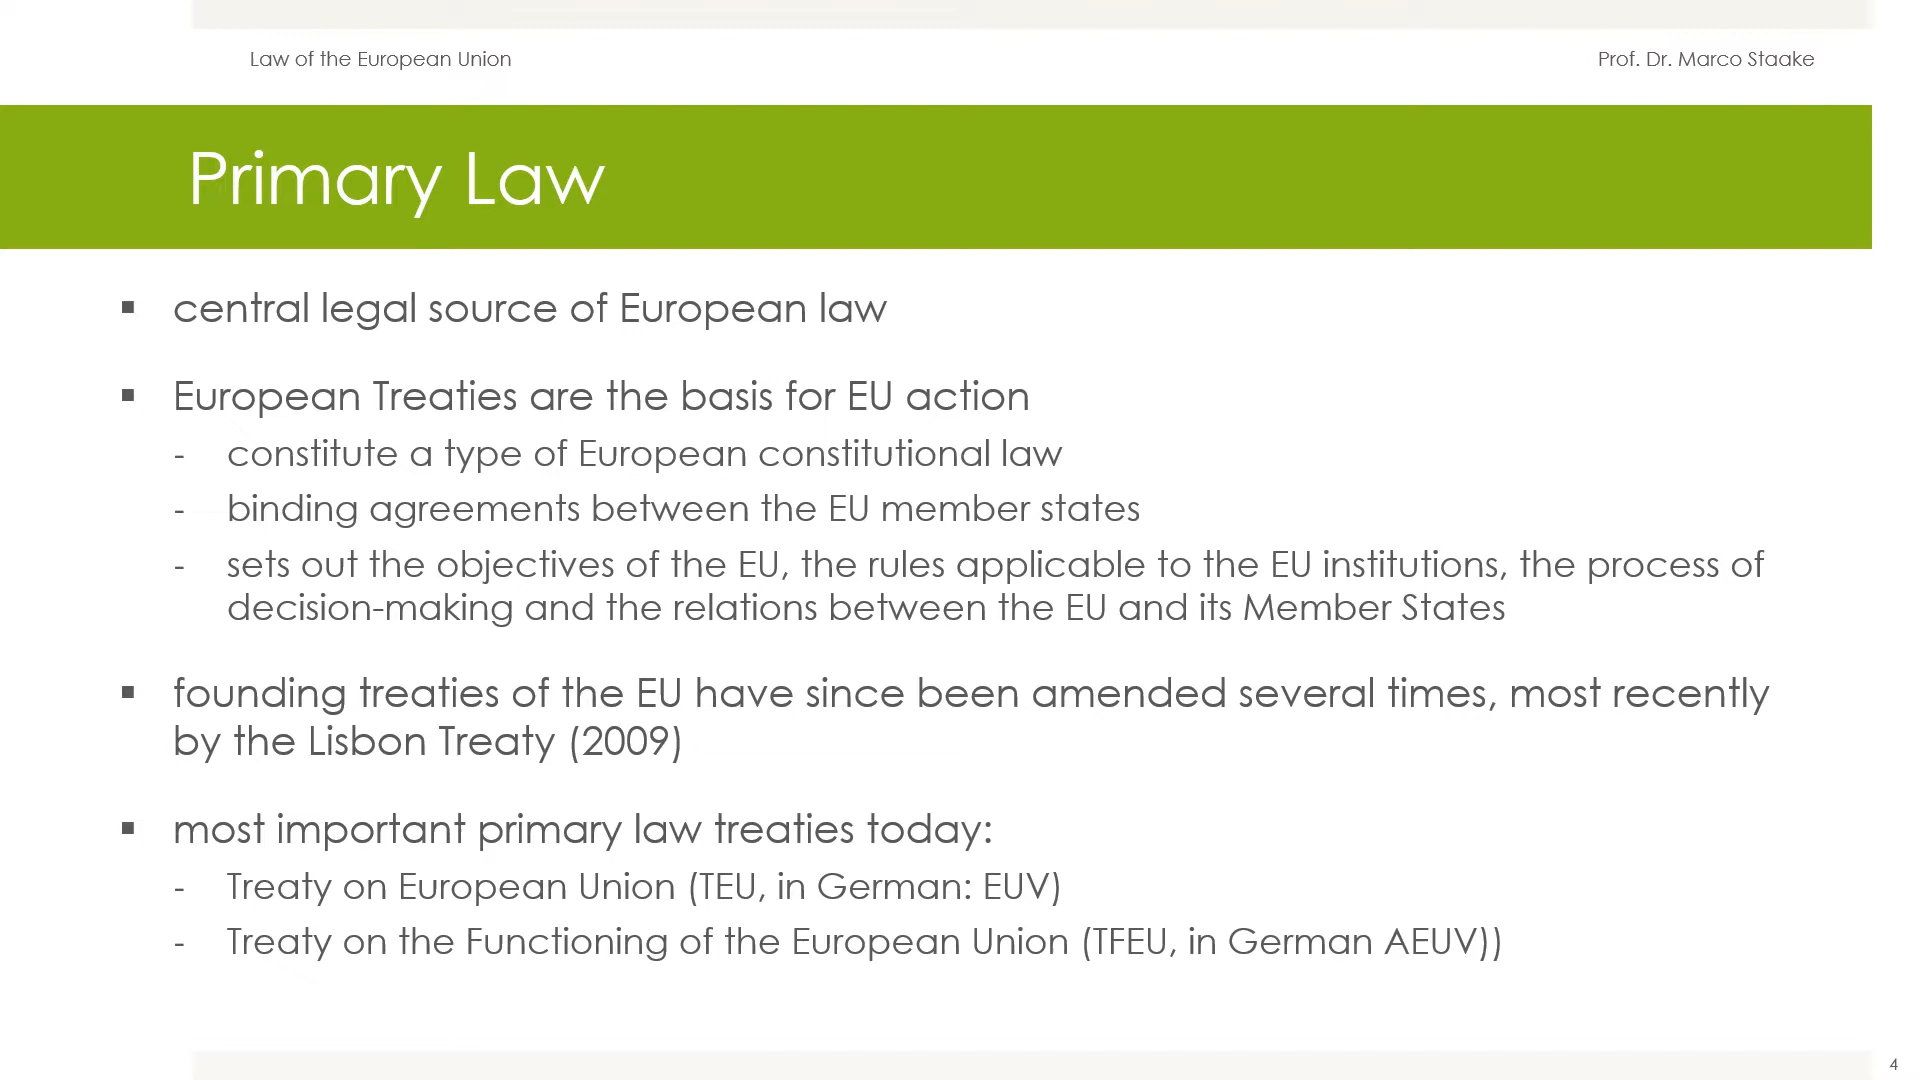 Law of the European Union
Prof. Dr. Marco Staake
Primary Law
▪ central legal source of European law
▪ European Treaties are the basis for EU action
- constitute a type of European constitutional law
- binding agreements between the EU member states
- sets out the objectives of the EU, the rules applicable to the EU institutions, the process of
decision-making and the relations between the EU and its Member States
▪ founding treaties of the EU have since been amended several times, most recently
by the Lisbon Treaty (2009)
▪ most important primary law treaties today:
- Treaty on European Union (TEU, in German: EUV)
- Treaty on the Functioning of the European Union (TFEU, in German AEUV))
4